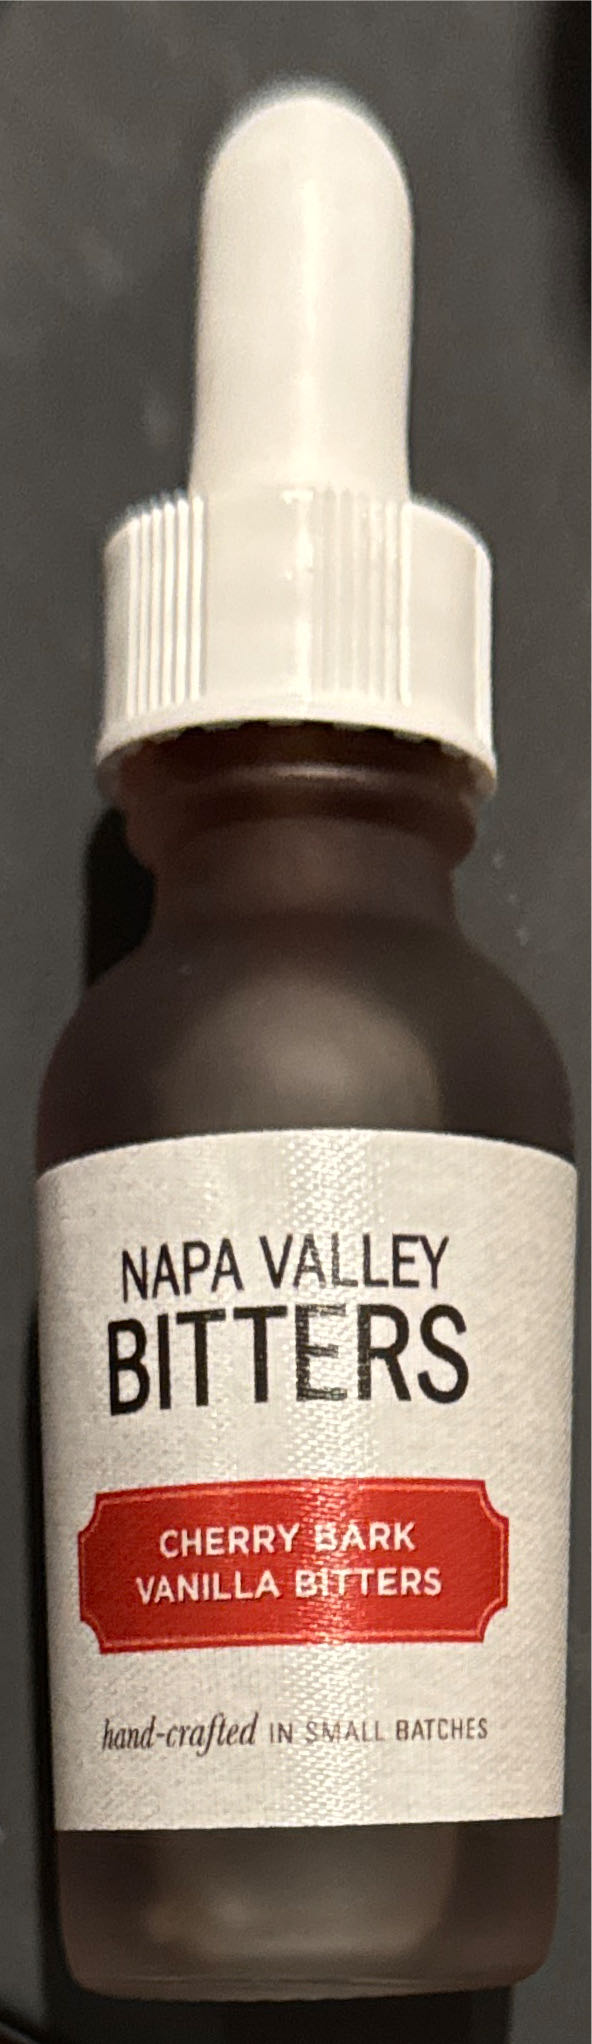 NAPA VALLEY
BITTERS
CHERRY BARK
VANILLA BITTERS
hand-crafted IN SMALL BATCHES